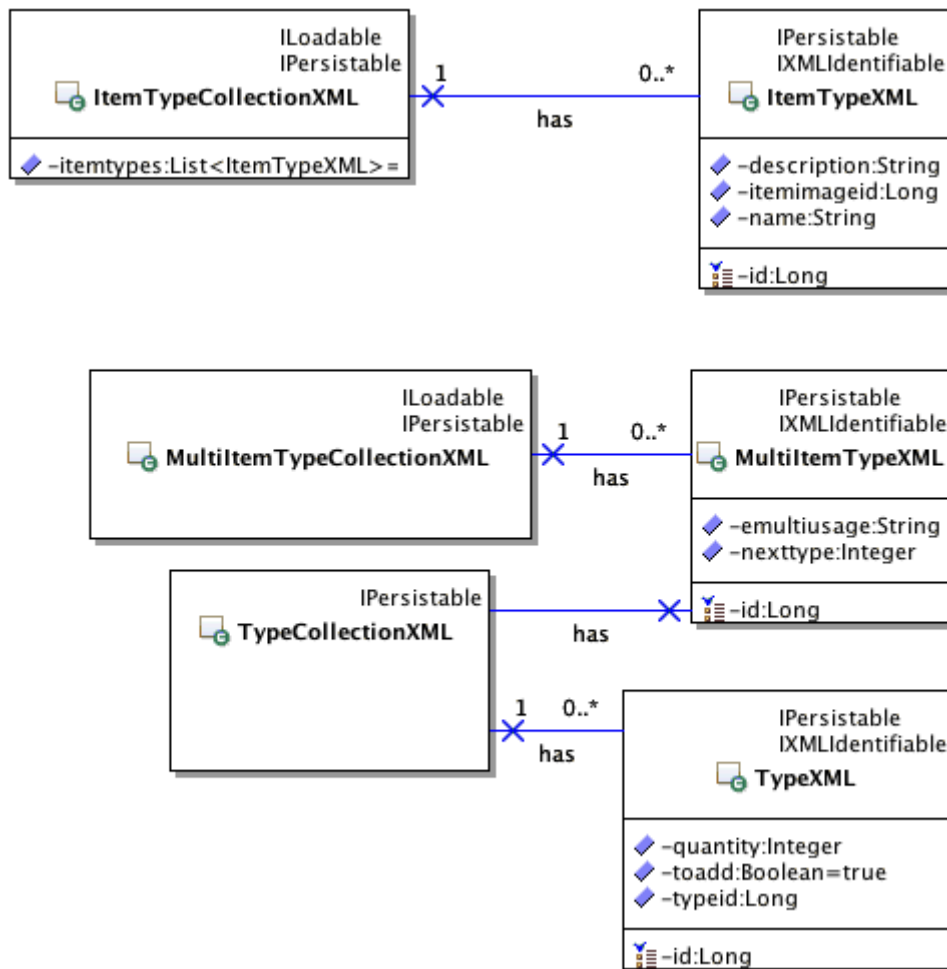 ILoadable
IPersistable
ItemTypeCollectionXML
-itemtypes:List<ItemTypeXML>=
1
0..*
has
IPersistable
IXMLIdentifiable
ItemTypeXML
-description:String
-itemimageid:Long
-name:String
-id:Long
ILoadable
IPersistable
MultiItemTypeCollectionXML
1
0..*
has
IPersistable
IXMLIdentifiable
MultiItemTypeXML
-emultiusage:String
-nexttype:Integer
-id:Long
IPersistable
TypeCollectionXML
has
1
0..*
has
IPersistable
IXMLIdentifiable
TypeXML
-quantity:Integer
-toadd:Boolean=true
-typeid:Long
-id:Long